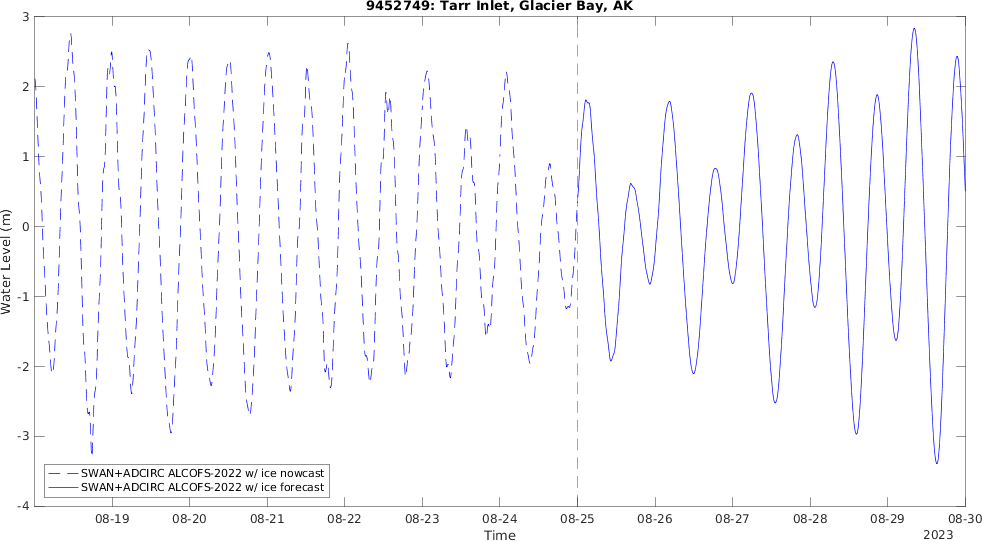 9452749: Tarr Inlet, Glacier Bay, AK
3
2
1
0
-1
-2
-3
-4
Water Level (m)
SWAN+ADCIRC ALCOFS-2022 w/ ice nowcast
SWAN+ADCIRC ALCOFS-2022 w/ ice forecast
08-19 08-20 08-21 08-22 08-23 08-24 08-25 08-26 08-27 08-28 08-29 08-30
Time
2023